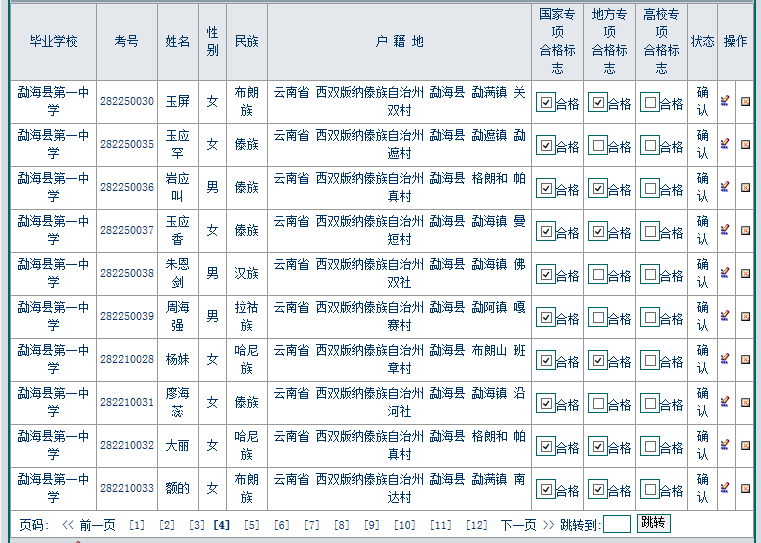 毕业学校 考号 姓名 性别 民族 户 籍 地 国家专项合格标志 地方专项合格标志 高校专项合格标志 状态 操作
勐海县第一中学 282250030 玉屏 女 布朗族 云南省 西双版纳傣族自治州 勐海县 勐满镇 关双村 合格 合格 合格 确认
勐海县第一中学 282250035 玉应罕 女 傣族 云南省 西双版纳傣族自治州 勐海县 勐遮镇 勐遮村 合格 合格 合格 确认
勐海县第一中学 282250036 岩应叫 男 傣族 云南省 西双版纳傣族自治州 勐海县 格朗和 帕真村 合格 合格 合格 确认
勐海县第一中学 282250037 玉应香 女 傣族 云南省 西双版纳傣族自治州 勐海县 勐海镇 曼短村 合格 合格 合格 确认
勐海县第一中学 282250038 朱恩剑 男 汉族 云南省 西双版纳傣族自治州 勐海县 勐海镇 佛双社 合格 合格 合格 确认
勐海县第一中学 282250039 周海强 男 拉祜族 云南省 西双版纳傣族自治州 勐海县 勐阿镇 嘎赛村 合格 合格 合格 确认
勐海县第一中学 282210028 杨妹 女 哈尼族 云南省 西双版纳傣族自治州 勐海县 布朗山 班章村 合格 合格 合格 确认
勐海县第一中学 282210031 廖海蕊 女 傣族 云南省 西双版纳傣族自治州 勐海县 勐海镇 沿河社 合格 合格 合格 确认
勐海县第一中学 282210032 大丽 女 哈尼族 云南省 西双版纳傣族自治州 勐海县 格朗和 帕真村 合格 合格 合格 确认
勐海县第一中学 282210033 额的 女 布朗族 云南省 西双版纳傣族自治州 勐海县 勐满镇 南达村 合格 合格 合格 确认
页码: << 前一页 [1] [2] [3] [4] [5] [6] [7] [8] [9] [10] [11] [12] 下一页 >> 跳转到: 跳转